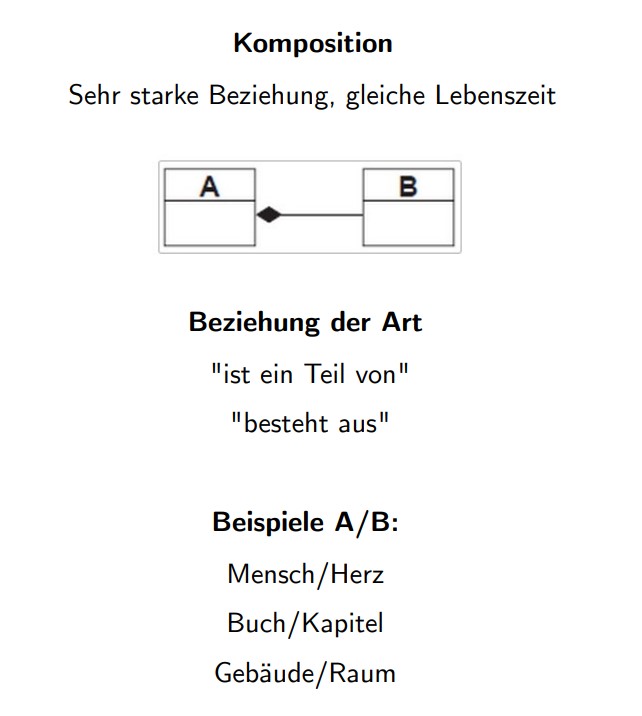 Komposition
Sehr starke Beziehung, gleiche Lebenszeit
A
B
Beziehung der Art
"ist ein Teil von"
"besteht aus"
Beispiele A/B:
Mensch/Herz
Buch/Kapitel
Gebäude/Raum